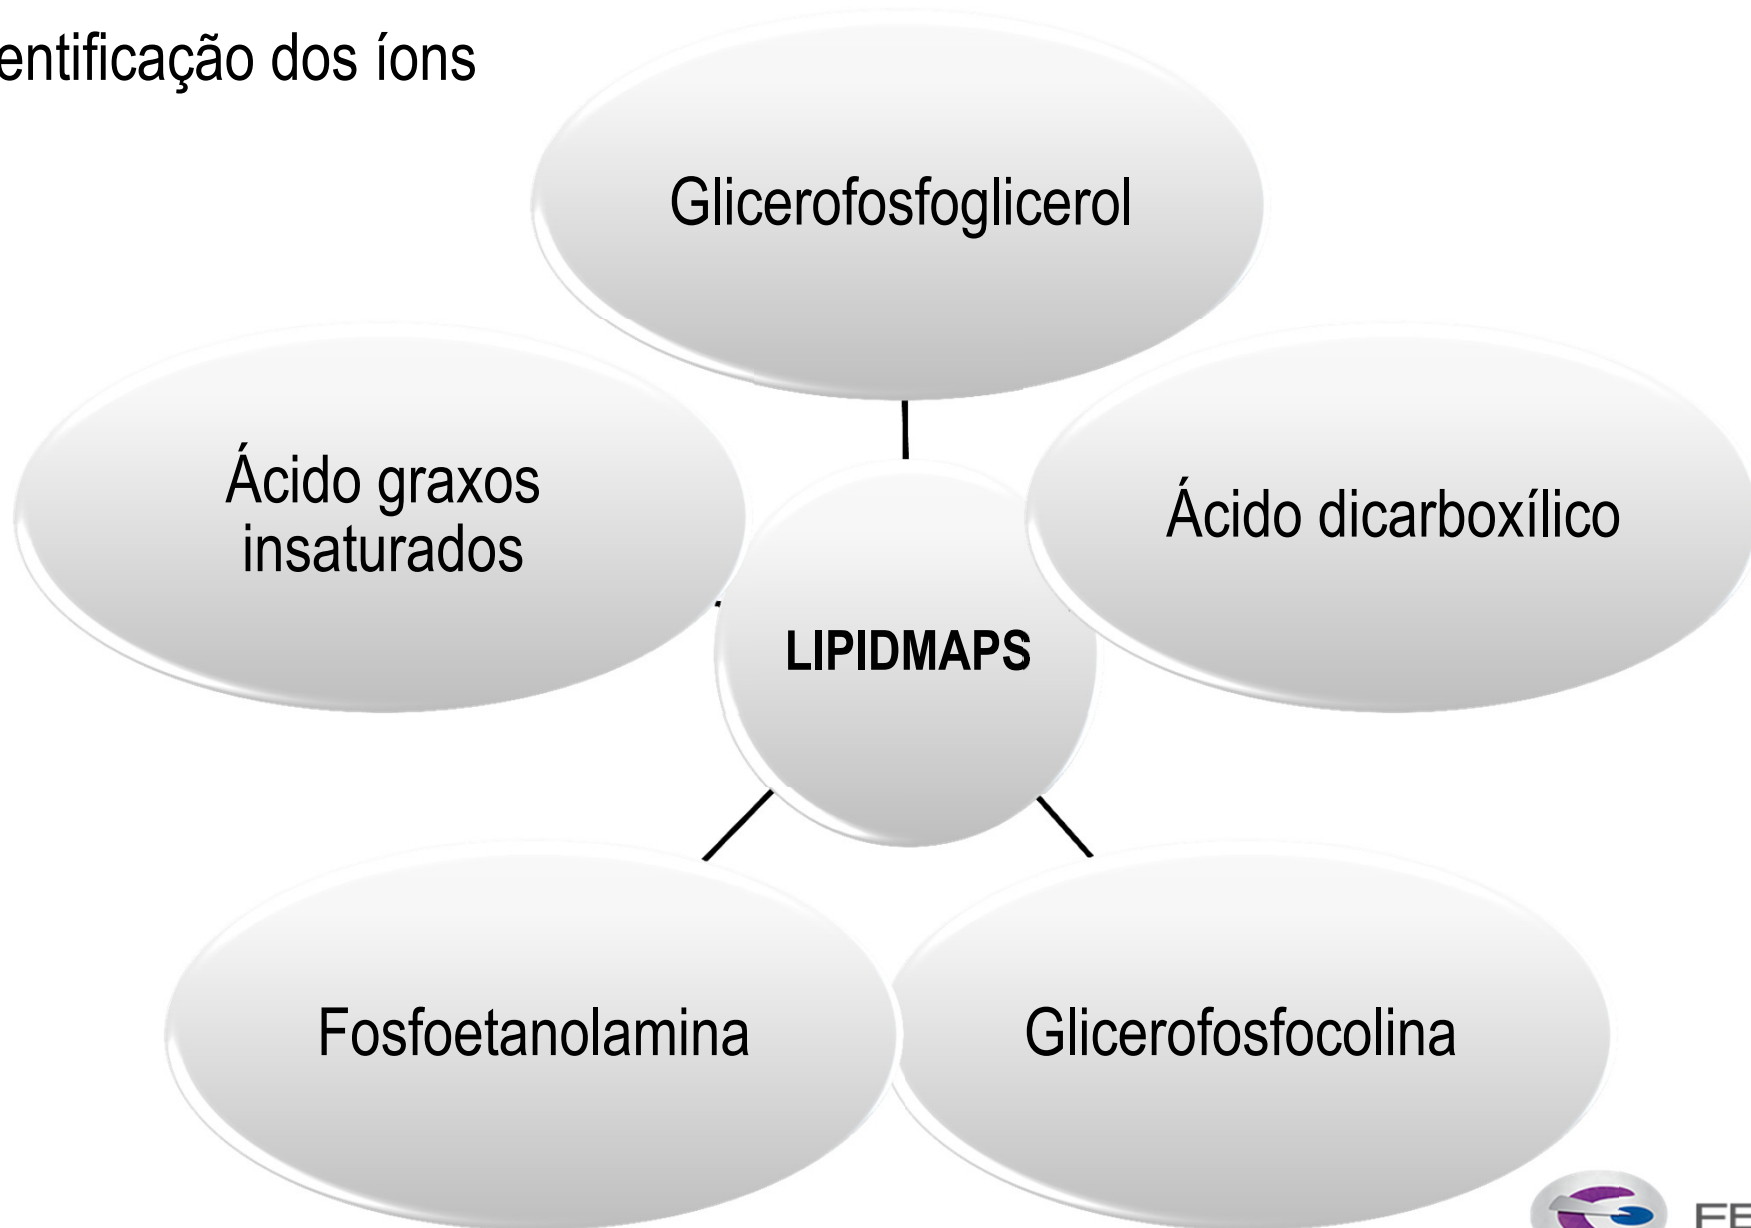 entificação dos íons
Glicerofosfoglicerol
Ácido graxos
insaturados
Ácido dicarboxílico
LIPIDMAPS
Fosfoetanolamina
Glicerofosfocolina